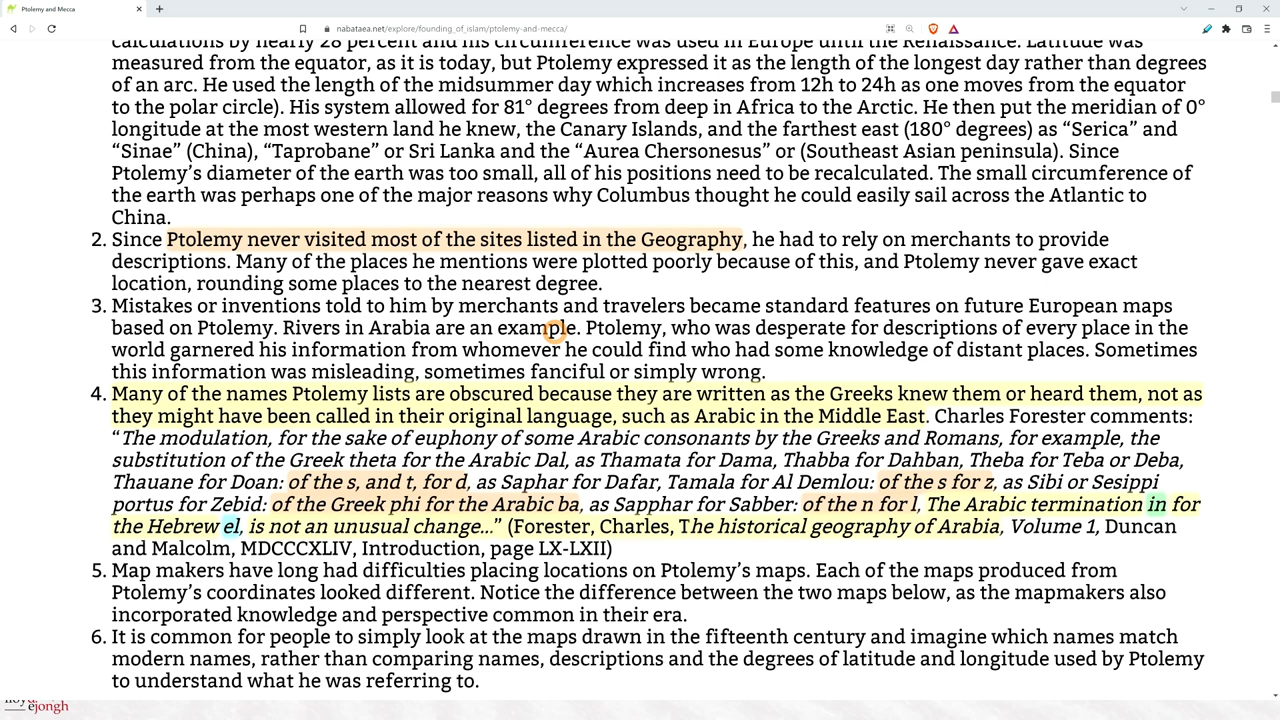 Ptolemy and Mecca
nabataea.net/explore/founding_of_islam/ptolemy-and-mecca/
calculations by nearly 28 percent and his circumference was used in Europe until the Renaissance. Latitude was
measured from the equator, as it is today, but Ptolemy expressed it as the length of the longest day rather than degrees
of an arc. He used the length of the midsummer day which increases from 12h to 24h as one moves from the equator
to the polar circle). His system allowed for 81° degrees from deep in Africa to the Arctic. He then put the meridian of 0°
longitude at the most western land he knew, the Canary Islands, and the farthest east (180° degrees) as “Serica” and
“Sinae” (China), “Taprobane” or Sri Lanka and the “Aurea Chersonesus” or (Southeast Asian peninsula). Since
Ptolemy’s diameter of the earth was too small, all of his positions need to be recalculated. The small circumference of
the earth was perhaps one of the major reasons why Columbus thought he could easily sail across the Atlantic to
China.
2. Since Ptolemy never visited most of the sites listed in the Geography, he had to rely on merchants to provide
descriptions. Many of the places he mentions were plotted poorly because of this, and Ptolemy never gave exact
location, rounding some places to the nearest degree.
3. Mistakes or inventions told to him by merchants and travelers became standard features on future European maps
based on Ptolemy. Rivers in Arabia are an example. Ptolemy, who was desperate for descriptions of every place in the
world garnered his information from whomever he could find who had some knowledge of distant places. Sometimes
this information was misleading, sometimes fanciful or simply wrong.
4. Many of the names Ptolemy lists are obscured because they are written as the Greeks knew them or heard them, not as
they might have been called in their original language, such as Arabic in the Middle East. Charles Forester comments:
“The modulation, for the sake of euphony of some Arabic consonants by the Greeks and Romans, for example, the
substitution of the Greek theta for the Arabic Dal, as Thamata for Dama, Thabba for Dahban, Theba for Teba or Deba,
Thauane for Doan: of the s, and t, for d, as Saphar for Dafar, Tamala for Al Demlou: of the s for z, as Sibi or Sesippi
portus for Zebid: of the Greek phi for the Arabic ba, as Sapphar for Sabber: of the n for l, The Arabic termination in for
the Hebrew el, is not an unusual change…” (Forester, Charles, The historical geography of Arabia, Volume 1, Duncan
and Malcolm, MDCCCXLIV, Introduction, page LX-LXII)
5. Map makers have long had difficulties placing locations on Ptolemy’s maps. Each of the maps produced from
Ptolemy’s coordinates looked different. Notice the difference between the two maps below, as the mapmakers also
incorporated knowledge and perspective common in their era.
6. It is common for people to simply look at the maps drawn in the fifteenth century and imagine which names match
modern names, rather than comparing names, descriptions and the degrees of latitude and longitude used by Ptolemy
to understand what he was referring to.
ejongh